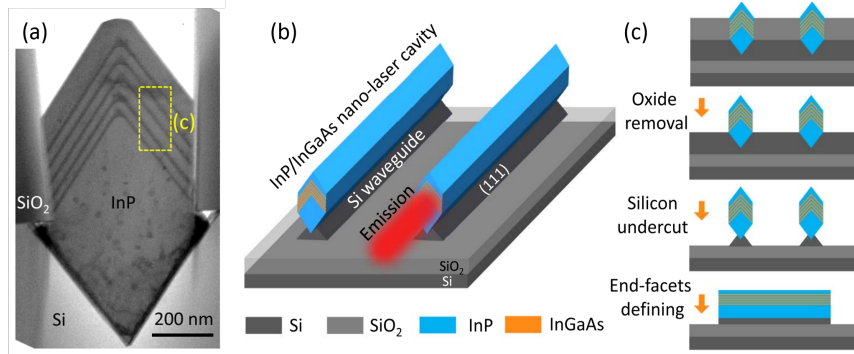 (a)
(c)
SiO2
InP
Si
200 nm
(b)
InP/InGaAs nano-laser cavity
Si waveguide
(111)
Emission
SiO2
Si
Si
SiO2
InP
InGaAs
(c)
Oxide
removal
Silicon
undercut
End-facets
defining